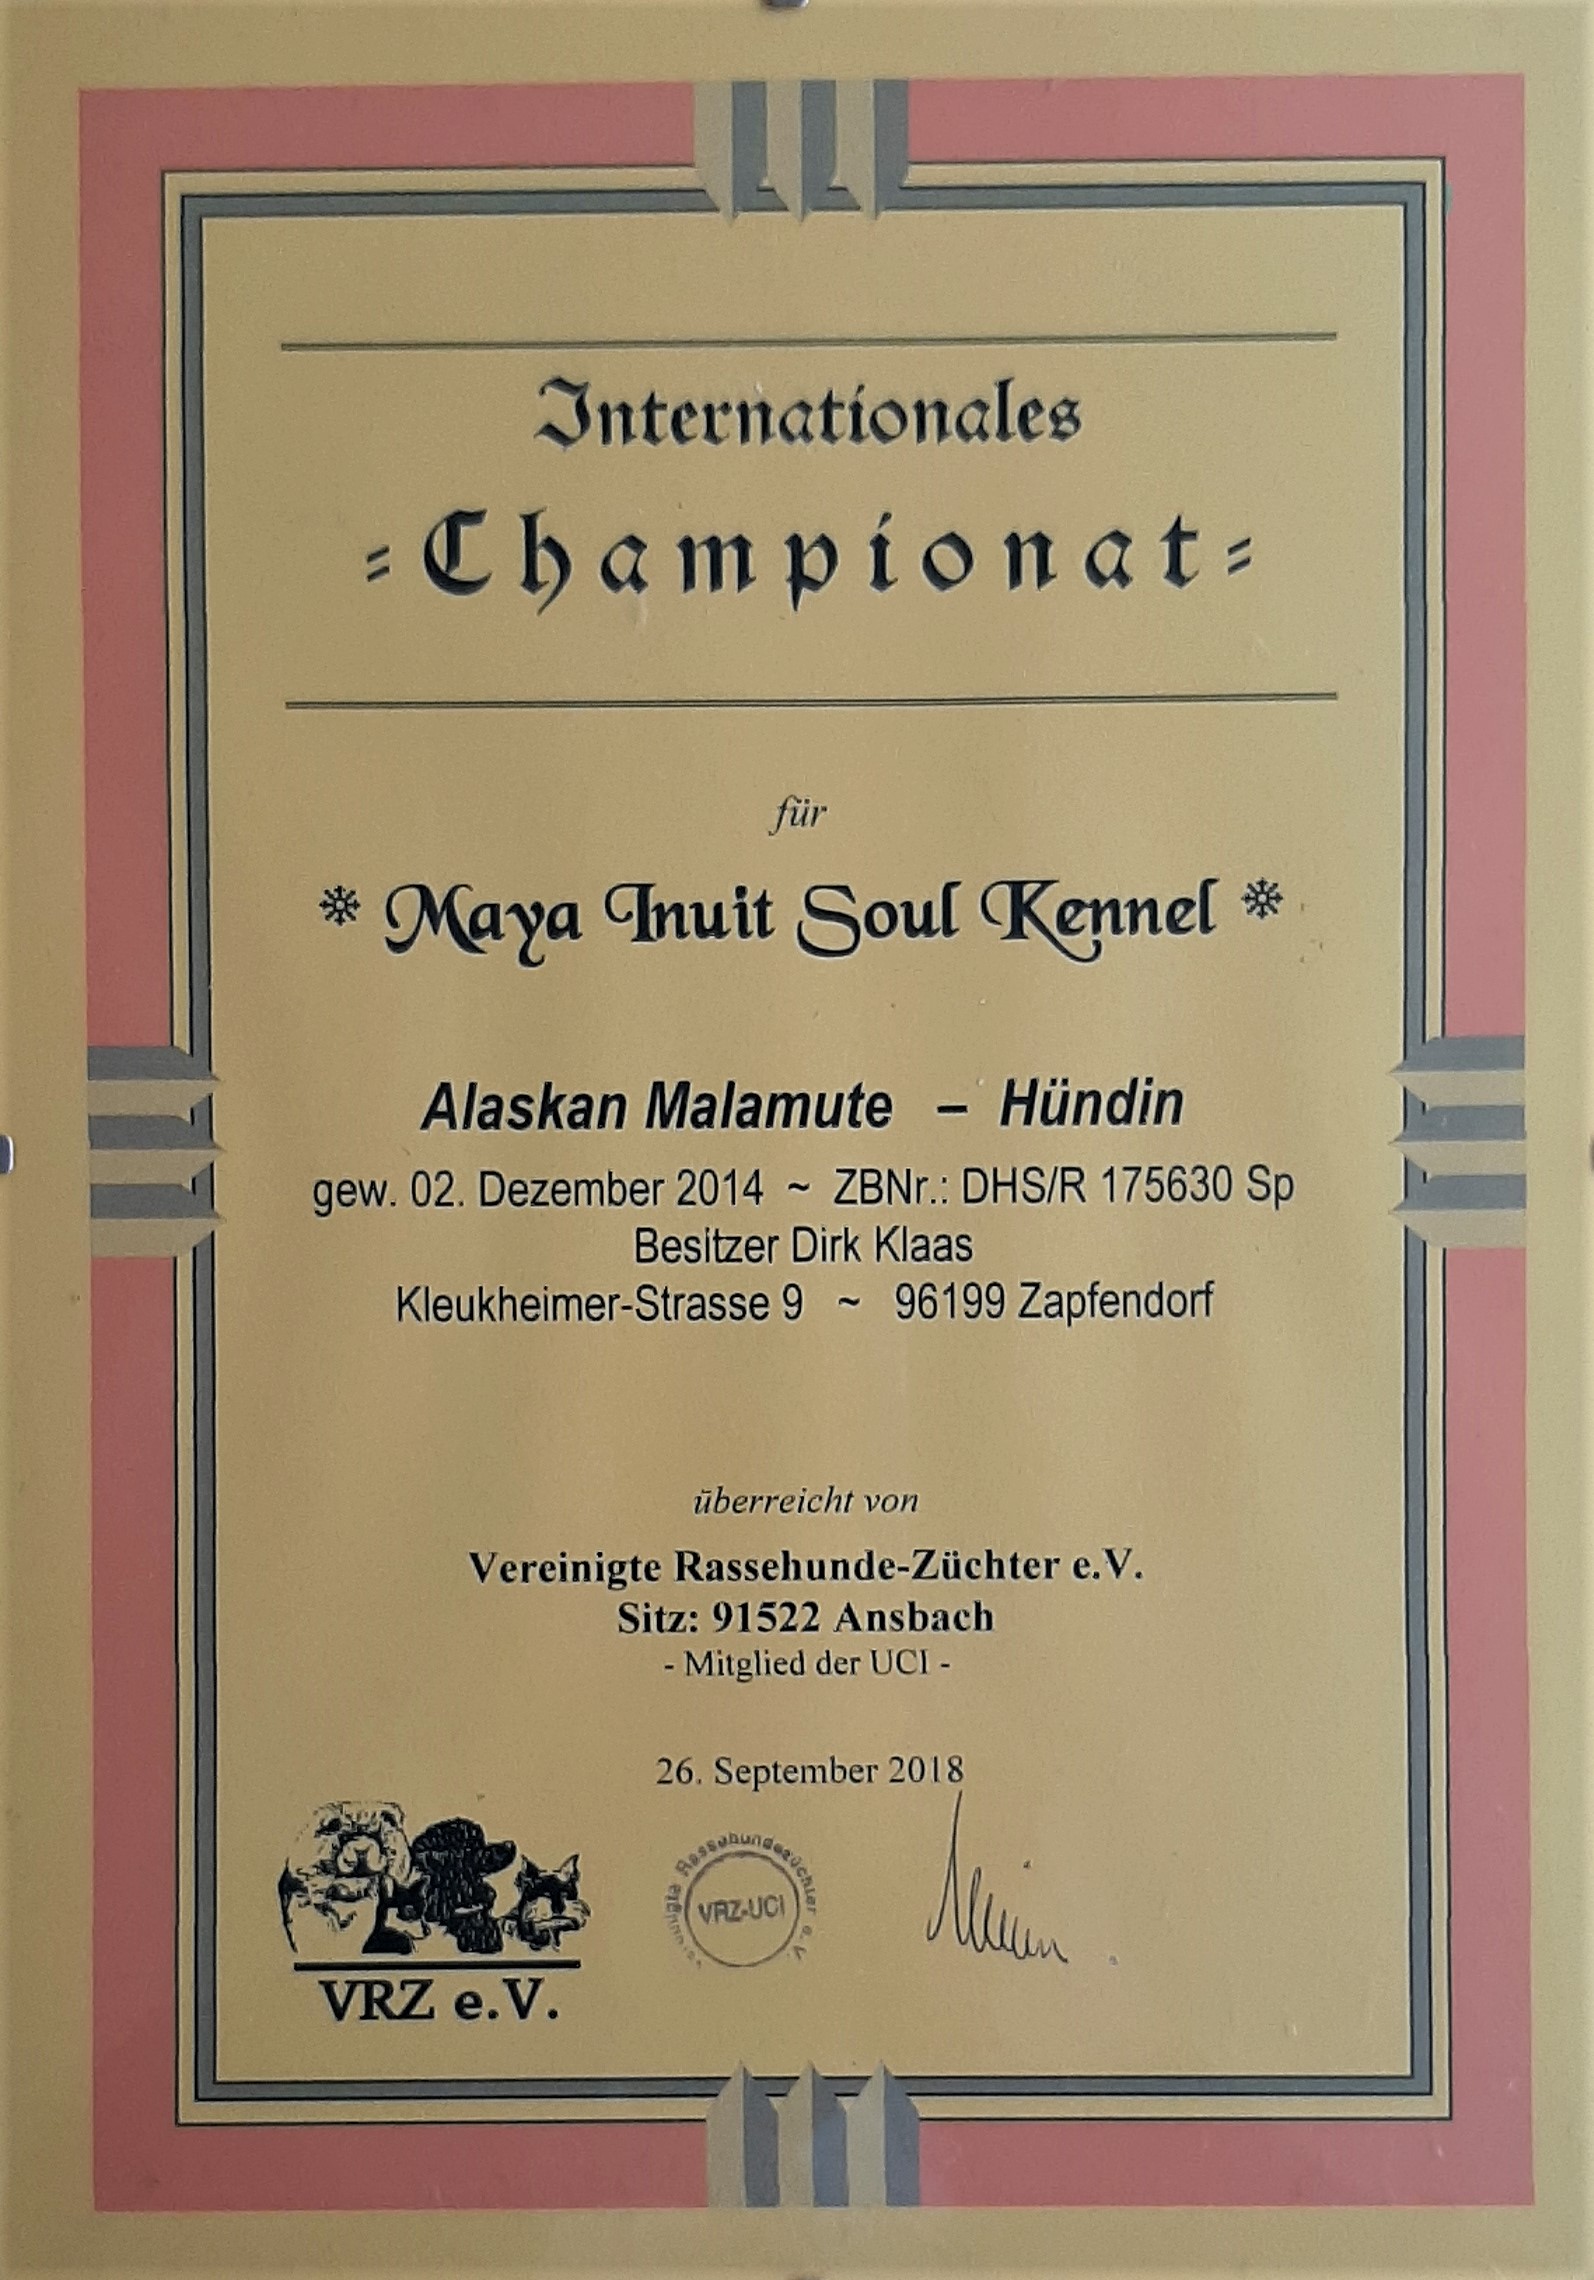 Internationales
=Championat=
für
* Maya Inuit Soul Kennel *
Alaskan Malamute – Hündin
gew. 02. Dezember 2014 ~ ZBNr.: DHS/R 175630 Sp
Besitzer Dirk Klaas
Kleukheimer-Strasse 9 ~ 96199 Zapfendorf
überreicht von
Vereinigte Rassehunde-Züchter e.V.
Sitz: 91522 Ansbach
- Mitglied der UCI -
26. September 2018
Rassehundezüchter e.V.
VRZ-UCI
VRZ e.V.